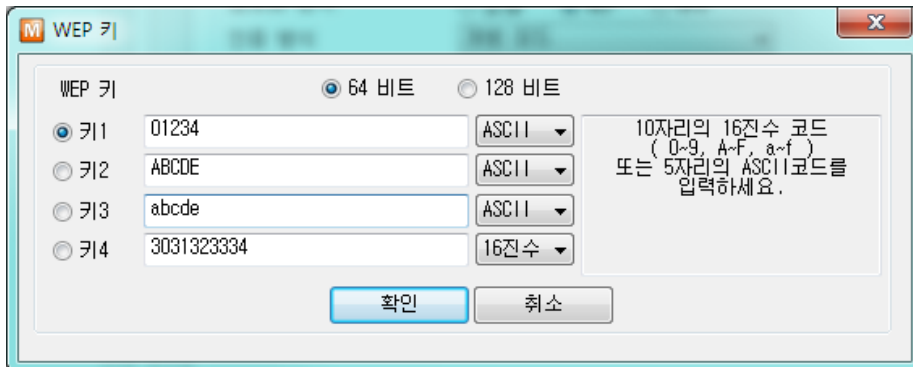 M WEP 키
WEP 키 64 비트 128 비트
키1 01234 ASCII
키2 ABCDE ASCII
키3 abcde ASCII
키4 3031323334 16진수
10자리의 16진수 코드
( 0~9, A~F, a~f )
또는 5자리의 ASCII코드를
입력하세요.
확인 취소